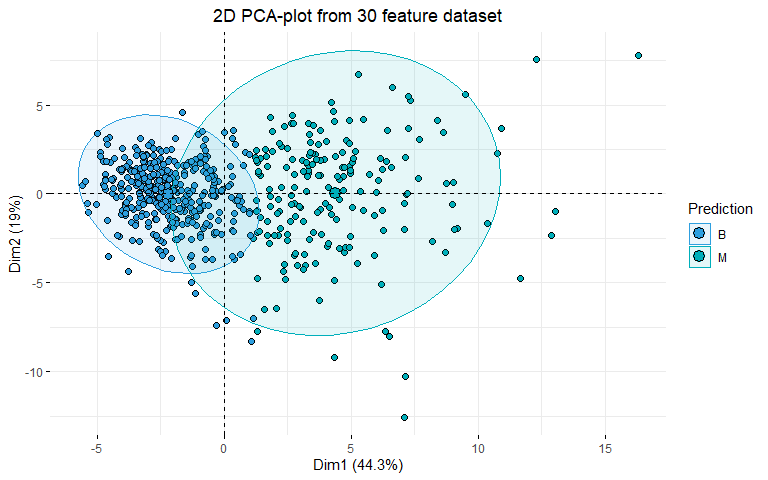 2D PCA-plot from 30 feature dataset
Dim2 (19%)
5
0
-5
-10
-5
0
5
10
15
Dim1 (44.3%)
Prediction
B
M